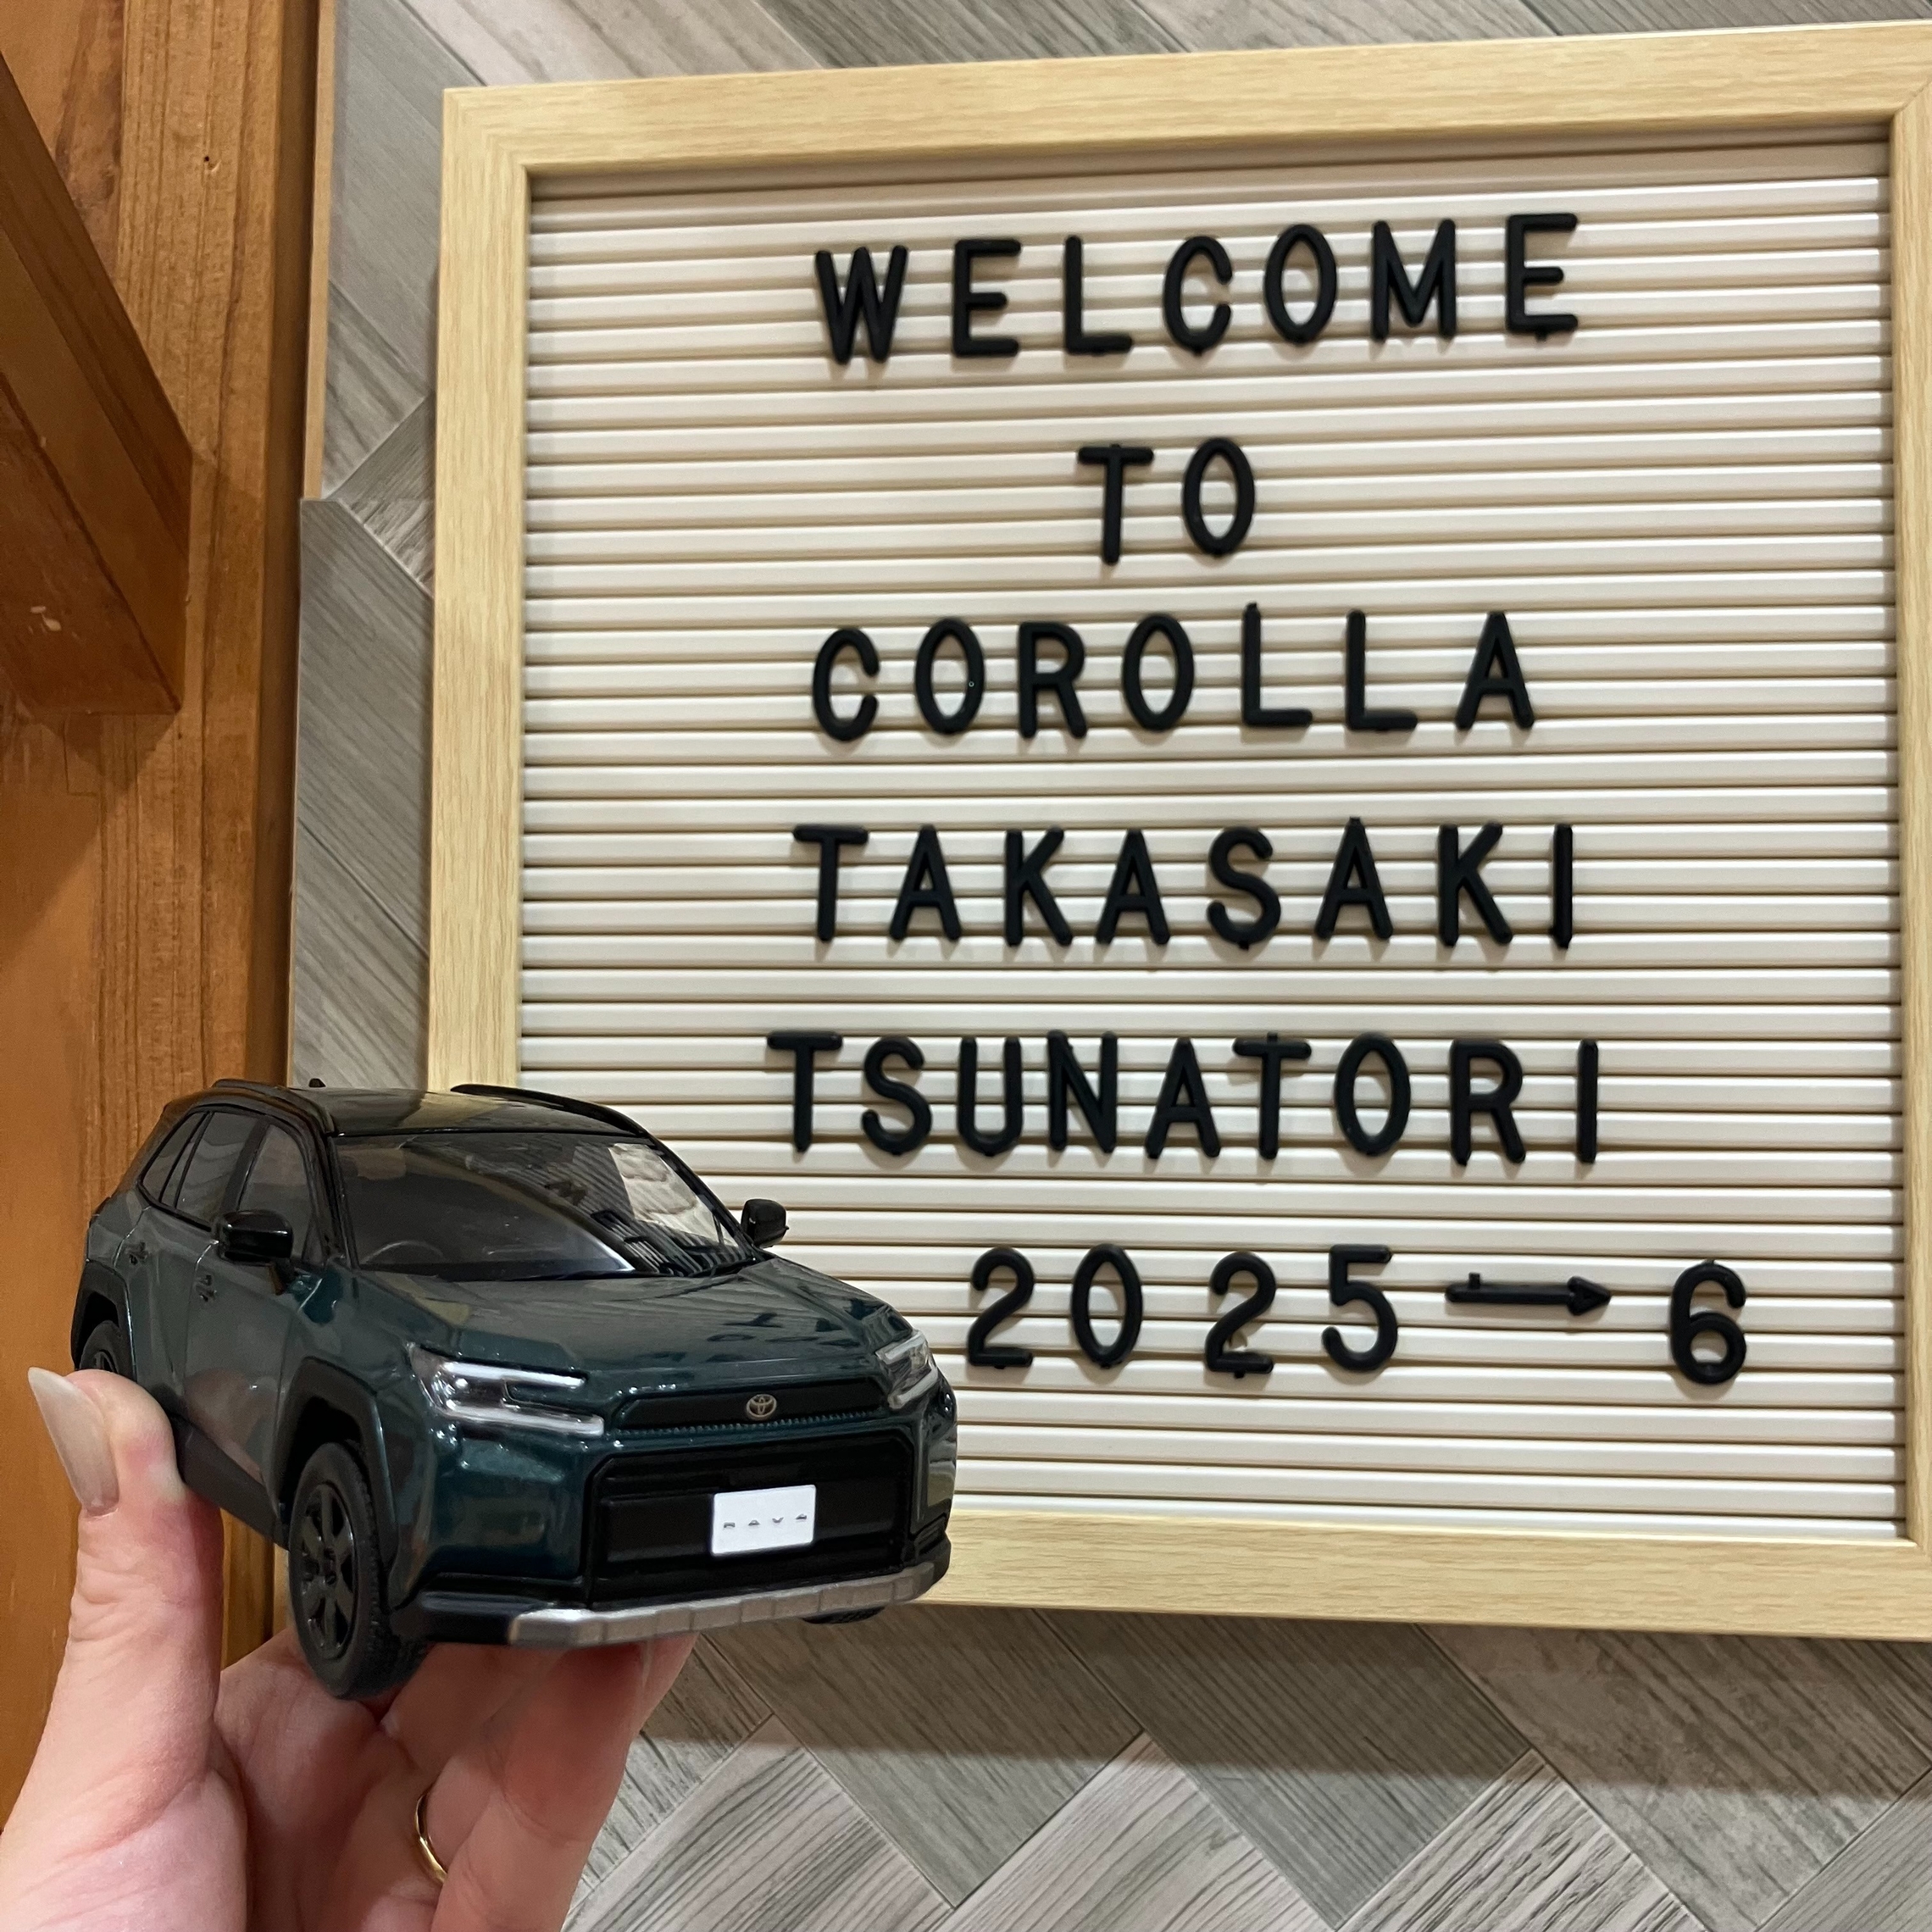 WELCOME
TO
COROLLA
TAKASAKI
TSUNATORI
2025→6
RAV4